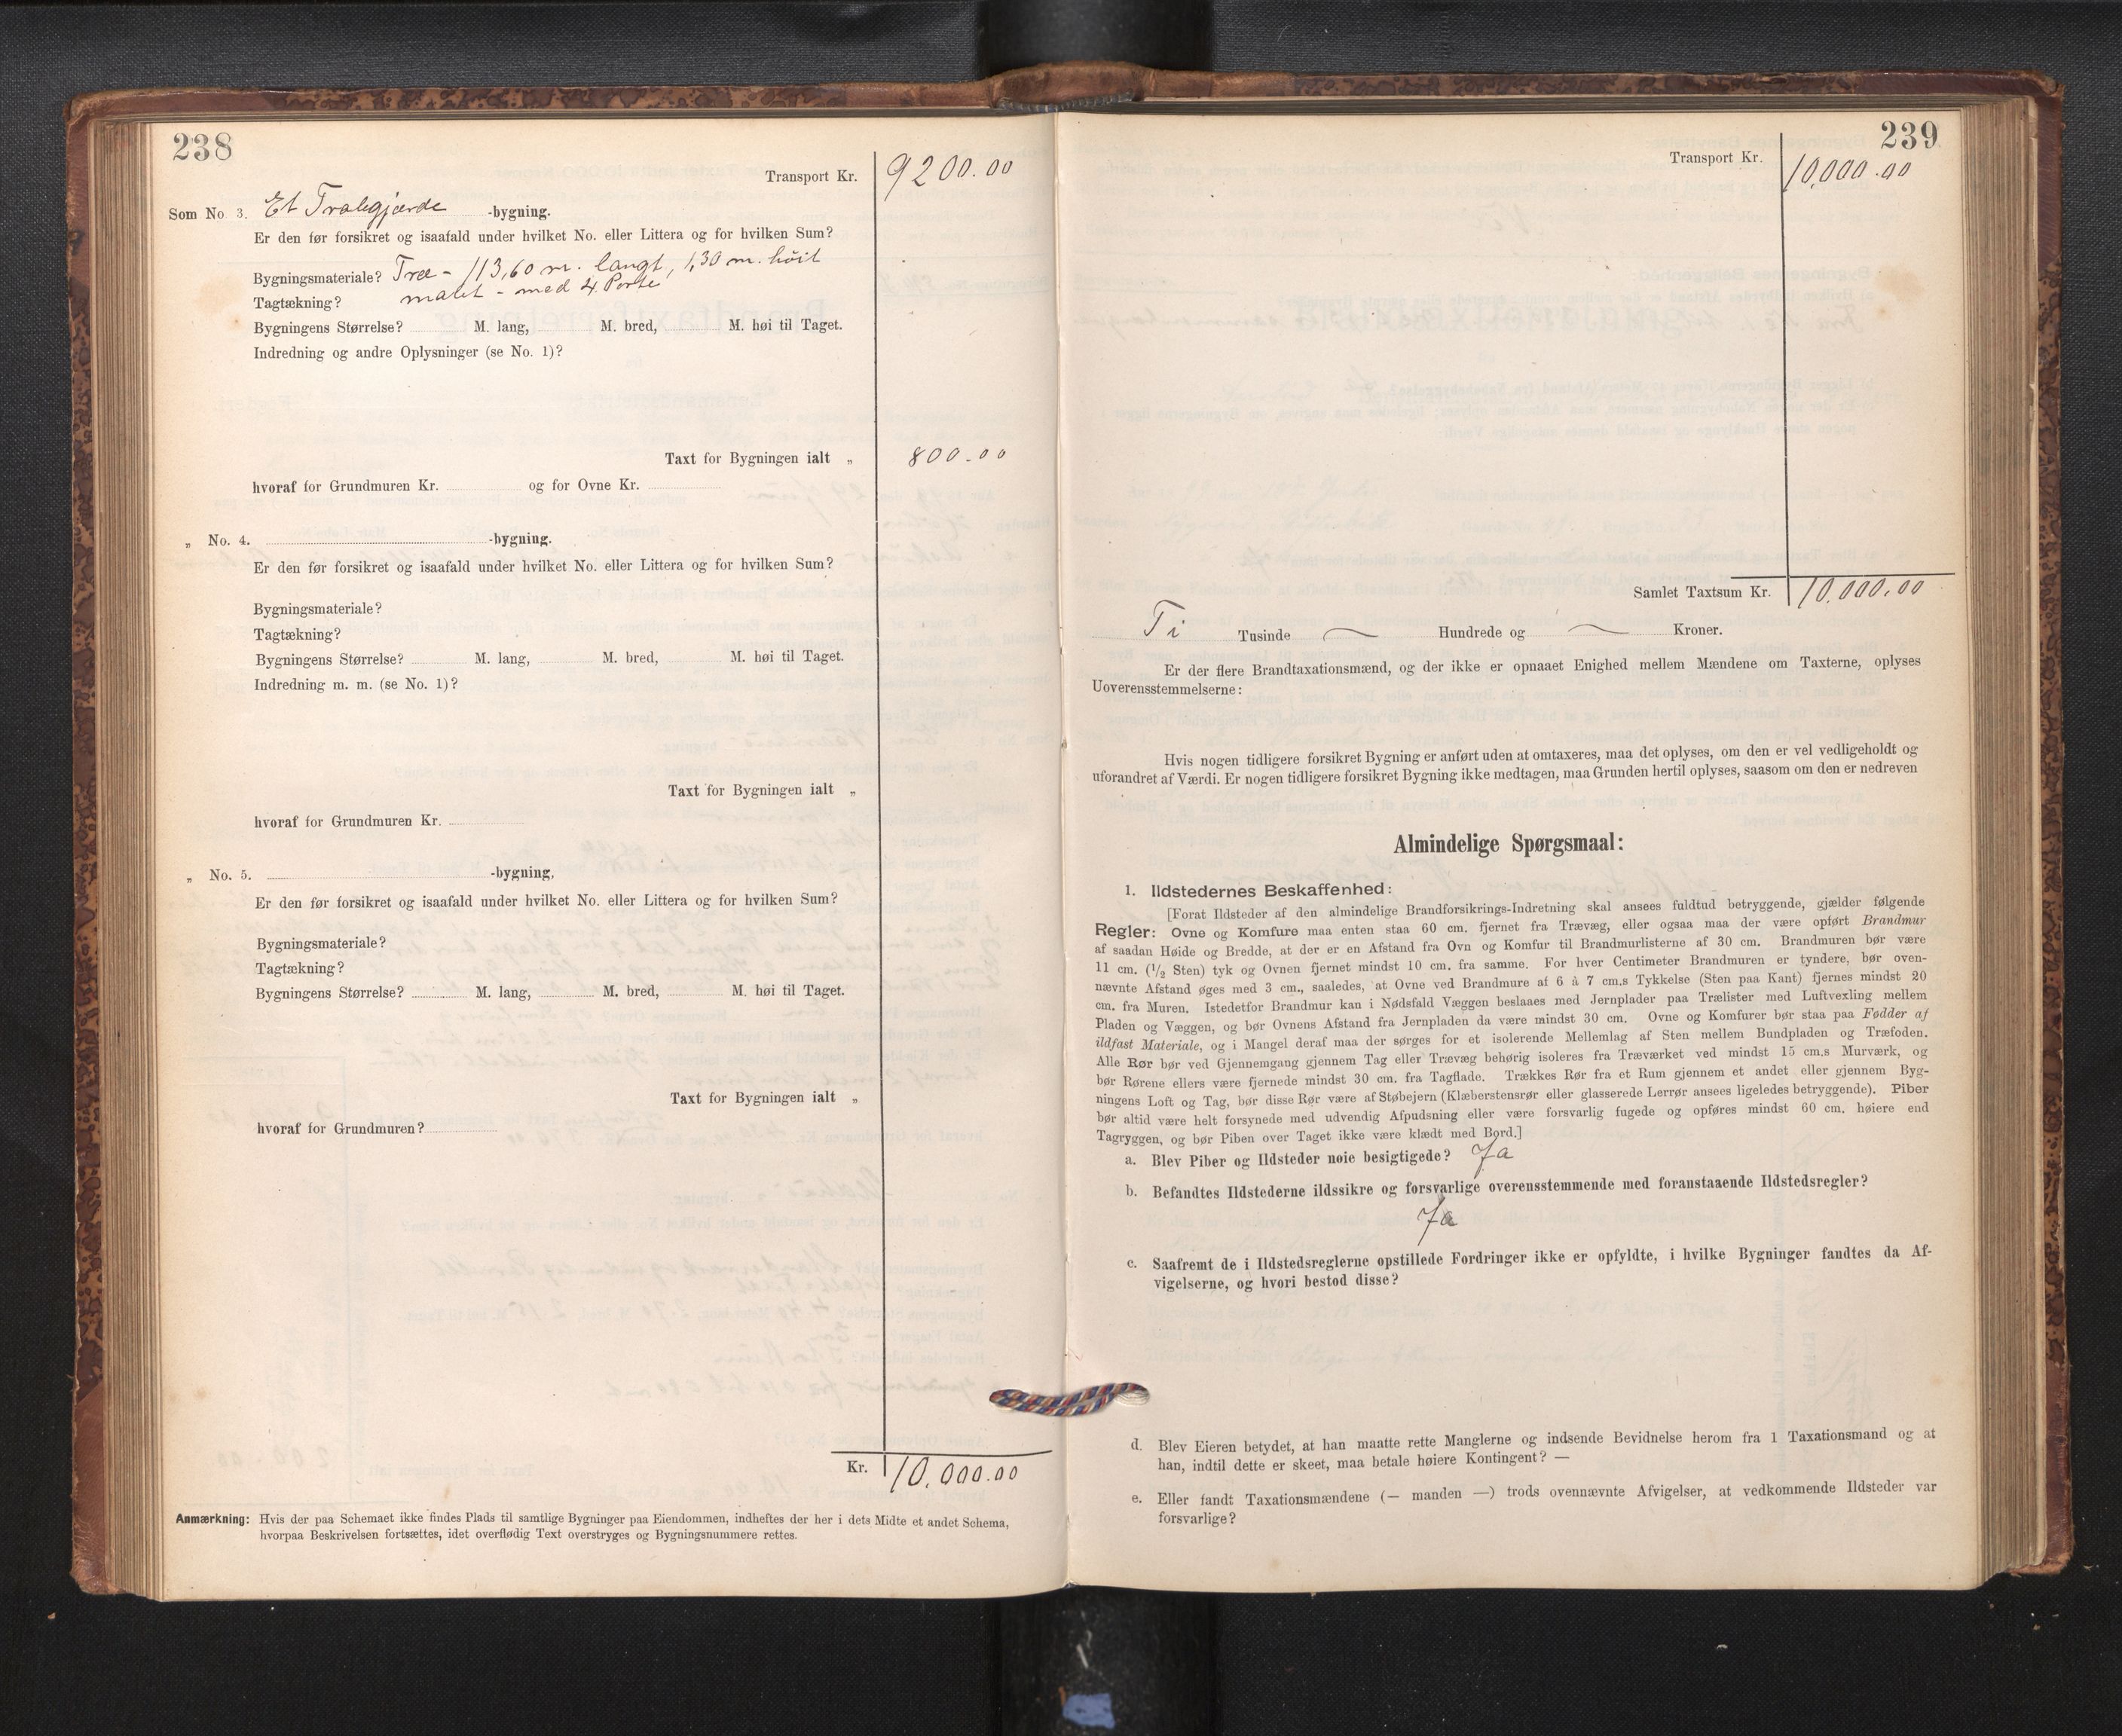 238
Transport Kr. 9200.00
Som No 3. Et Trakegjærde -bygning.
Er den før forsikret og isaafald under hvilket No. eller Littera og for hvilken Sum?
Bygningsmateriale? Træ - 113,60 m. langt, 1,30 m. høit
malet - med 4 Porte
Tagtækning?
Bygningens Størrelse? M. lang, M. bred, M. høi til Taget.
Indredning og andre Oplysninger (se No. 1)?
Taxt for Bygningen ialt „ 800.00
hvoraf for Grundmuren Kr. og for Ovne Kr.
„ No. 4. -bygning.
Er den før forsikret og isaafald under hvilket No. eller Littera og for hvilken Sum?
Bygningsmateriale?
Tagtækning?
Bygningens Størrelse? M. lang, M. bred, M. høi til Taget.
Indredning m. m. (se No. 1)?
Taxt for Bygningen ialt „
hvoraf for Grundmuren Kr.
„ No. 5. -bygning,
Er den før forsikret og isaafald under hvilket No. eller Littera og for hvilken Sum?
Bygningsmateriale?
Tagtækning?
Bygningens Størrelse? M. lang, M. bred, M. høi til Taget.
Taxt for Bygningen ialt „
hvoraf for Grundmuren?
Kr. 10.000.00
Anmærkning: Hvis der paa Schemaet ikke findes Plads til samtlige Bygninger paa Eiendommen, indheftes der her i dets Midte et andet Schema,
hvorpaa Beskrivelsen fortsættes, idet overflødig Text overstryges og Bygningsnummere rettes.
239
Transport Kr. 10,000.00
Samlet Taxtsum Kr. 10.000.00
Ti Tusinde — Hundrede og — Kroner.
Er der flere Brandtaxationsmænd, og der ikke er opnaaet Enighed mellem Mændene om Taxterne, oplyses
Uoverensstemmelserne:
Hvis nogen tidligere forsikret Bygning er anført uden at omtaxeres, maa det oplyses, om den er vel vedligeholdt og
uforandret af Værdi. Er nogen tidligere forsikret Bygning ikke medtagen, maa Grunden hertil oplyses, saasom om den er nedreven
Almindelige Spørgsmaal:
1. Ildstedernes Beskaffenhed:
[Forat Ildsteder af den almindelige Brandforsikrings-Indretning skal ansees fuldtud betryggende, gjælder følgende
Regler: Ovne og Komfure maa enten staa 60 cm. fjernet fra Trævæg, eller ogsaa maa der være opført Brandmur
af saadan Høide og Bredde, at der er en Afstand fra Ovn og Komfur til Brandmurlisterne af 30 cm. Brandmuren bør være
11 cm. (1/2 Sten) tyk og Ovnen fjernet mindst 10 cm. fra samme. For hver Centimeter Brandmuren er tyndere, bør oven-
nævnte Afstand øges med 3 cm., saaledes, at Ovne ved Brandmure af 6 à 7 cm.s Tykkelse (Sten paa Kant) fjernes mindst 20
cm. fra Muren. Istedetfor Brandmur kan i Nødsfald Væggen beslaaes med Jernplader paa Trælister med Luftvexling mellem
Pladen og Væggen, og bør Ovnens Afstand fra Jernpladen da være mindst 30 cm. Ovne og Komfurer bør staa paa Fødder af
ildfast Materiale, og i Mangel deraf maa der sørges for et isolerende Mellemlag af Sten mellem Bundpladen og Træfoden.
Alle Rør bør ved Gjennemgang gjennem Tag eller Trævæg behørig isoleres fra Træværket ved mindst 15 cm.s Murværk, og
bør Rørene ellers være fjernede mindst 30 cm. fra Tagflade. Trækkes Rør fra et Rum gjennem et andet eller gjennem Byg-
ningens Loft og Tag, bør disse Rør være af Støbejern (Klæberstensrør eller glasserede Lerrør ansees ligeledes betryggende). Piber
bør altid være helt forsynede med udvendig Afpudsning eller være forsvarlig fugede og opføres mindst 60 cm. høiere end
Tagryggen, og bør Piben over Taget ikke være klædt med Bord.]
a. Blev Piber og Ildsteder nøie besigtigede? Ja
b. Befandtes Ildstederne ildssikre og forsvarlige overensstemmende med foranstaaende Ildstedsregler?
Ja
c. Saafremt de i Ildstedsreglerne opstillede Fordringer ikke er opfyldte, i hvilke Bygninger fandtes da Af-
vigelserne, og hvori bestod disse?
d. Blev Eieren betydet, at han maatte rette Manglerne og indsende Bevidnelse herom fra 1 Taxationsmand og at
han, indtil dette er skeet, maa betale høiere Kontingent? —
e. Eller fandt Taxationsmændene (— manden —) trods ovennævnte Afvigelser, at vedkommende Ildsteder var
forsvarlige?